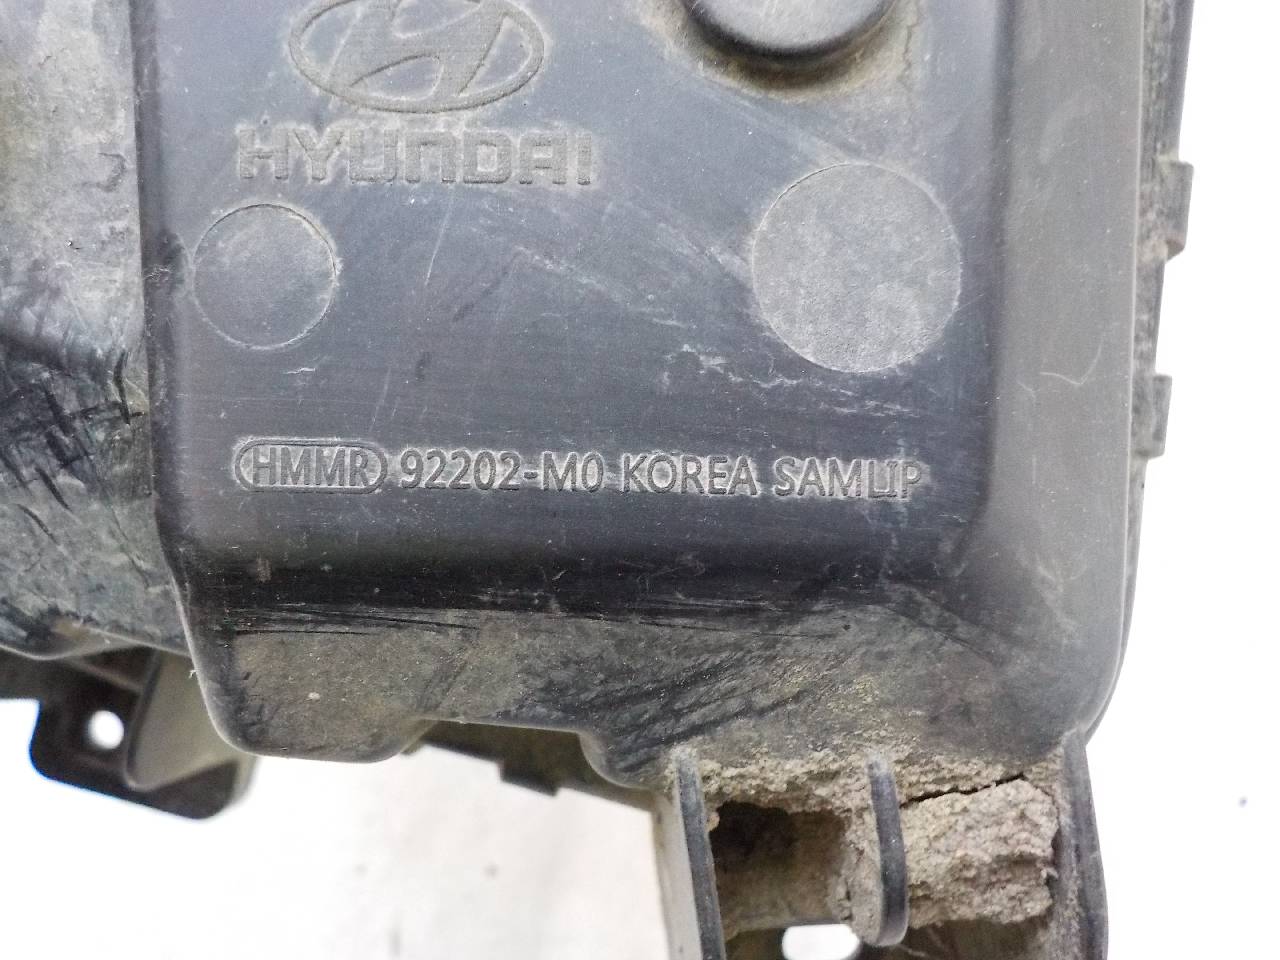 HYUNDAI
HMMR 92202-M0 KOREA SAMLIP